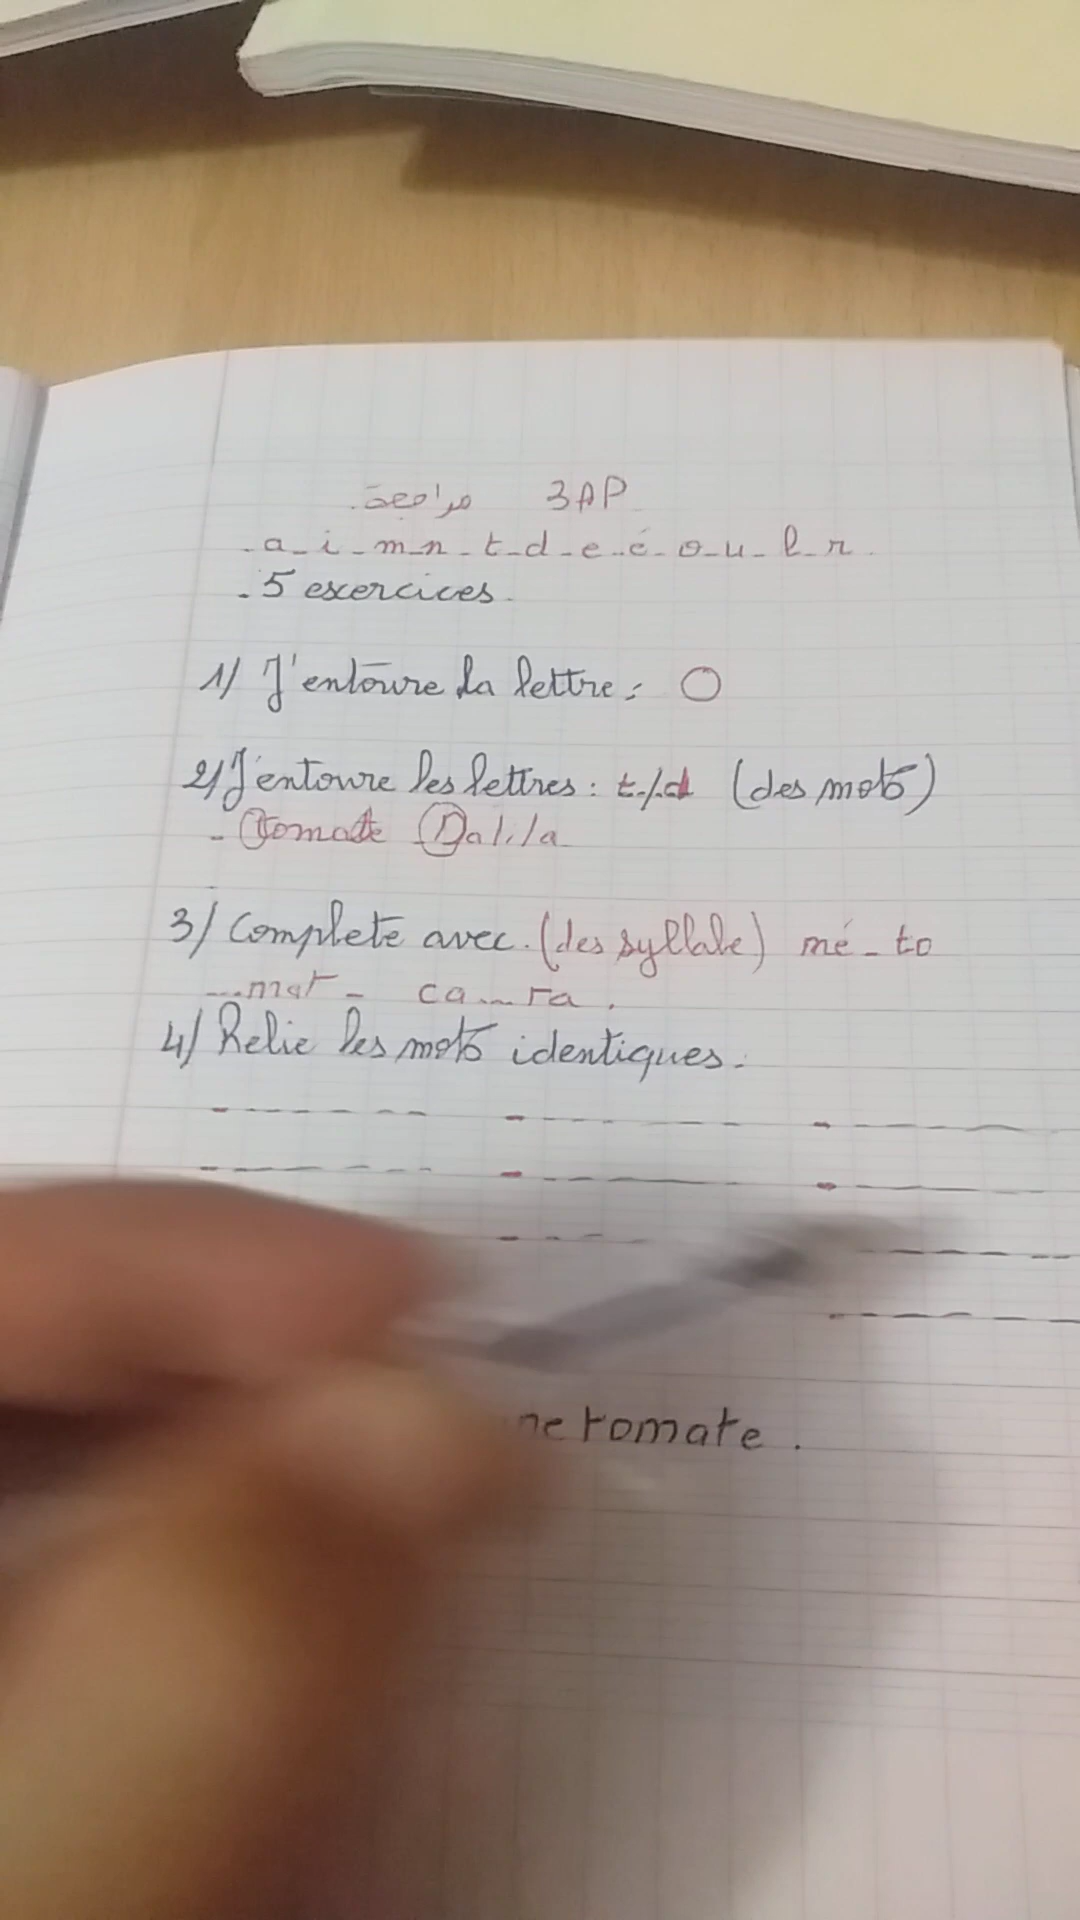 مراجعة. 3AP
. a - i - m - n - t - d - e - é - o - u - l - r.
. 5 exercices.
1/ J'entoure la lettre : O
2/ J'entoure les lettres : t./d (des mots)
- tomate Dalila
3/ Complete avec. (des syllabe) mé - to
...mat - ca...ra.
4/ Relie les mots identiques.
tomate.